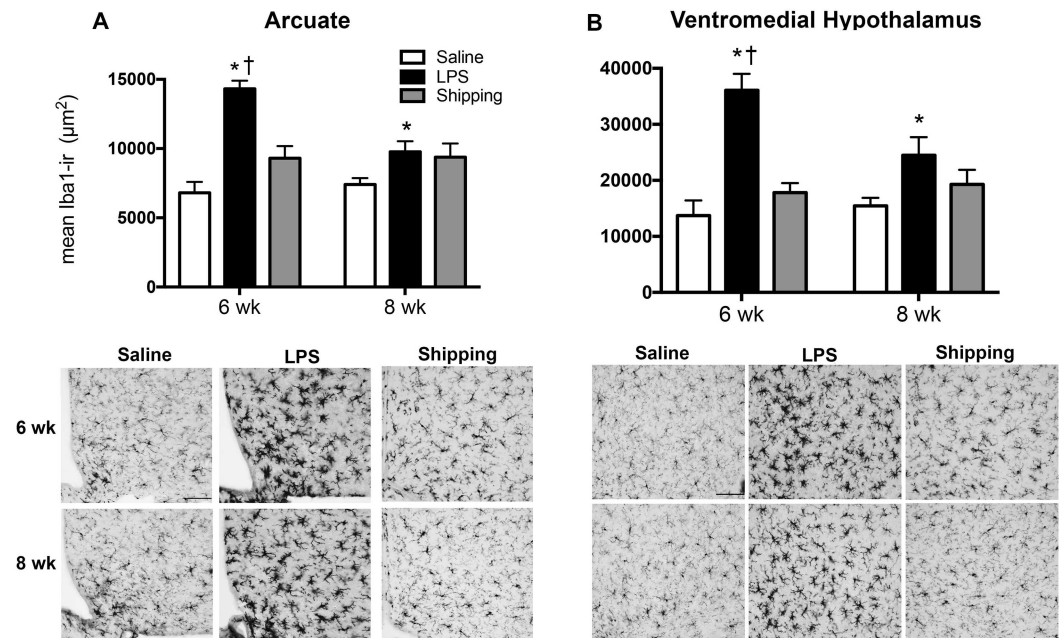 A
Arcuate
Saline
LPS
Shipping
* †
*
15000
10000
5000
0
mean Iba1-ir (µm²)
6 wk
8 wk
B
Ventromedial Hypothalamus
* †
*
40000
30000
20000
10000
0
6 wk
8 wk
Saline
LPS
Shipping
6 wk
8 wk
Saline
LPS
Shipping